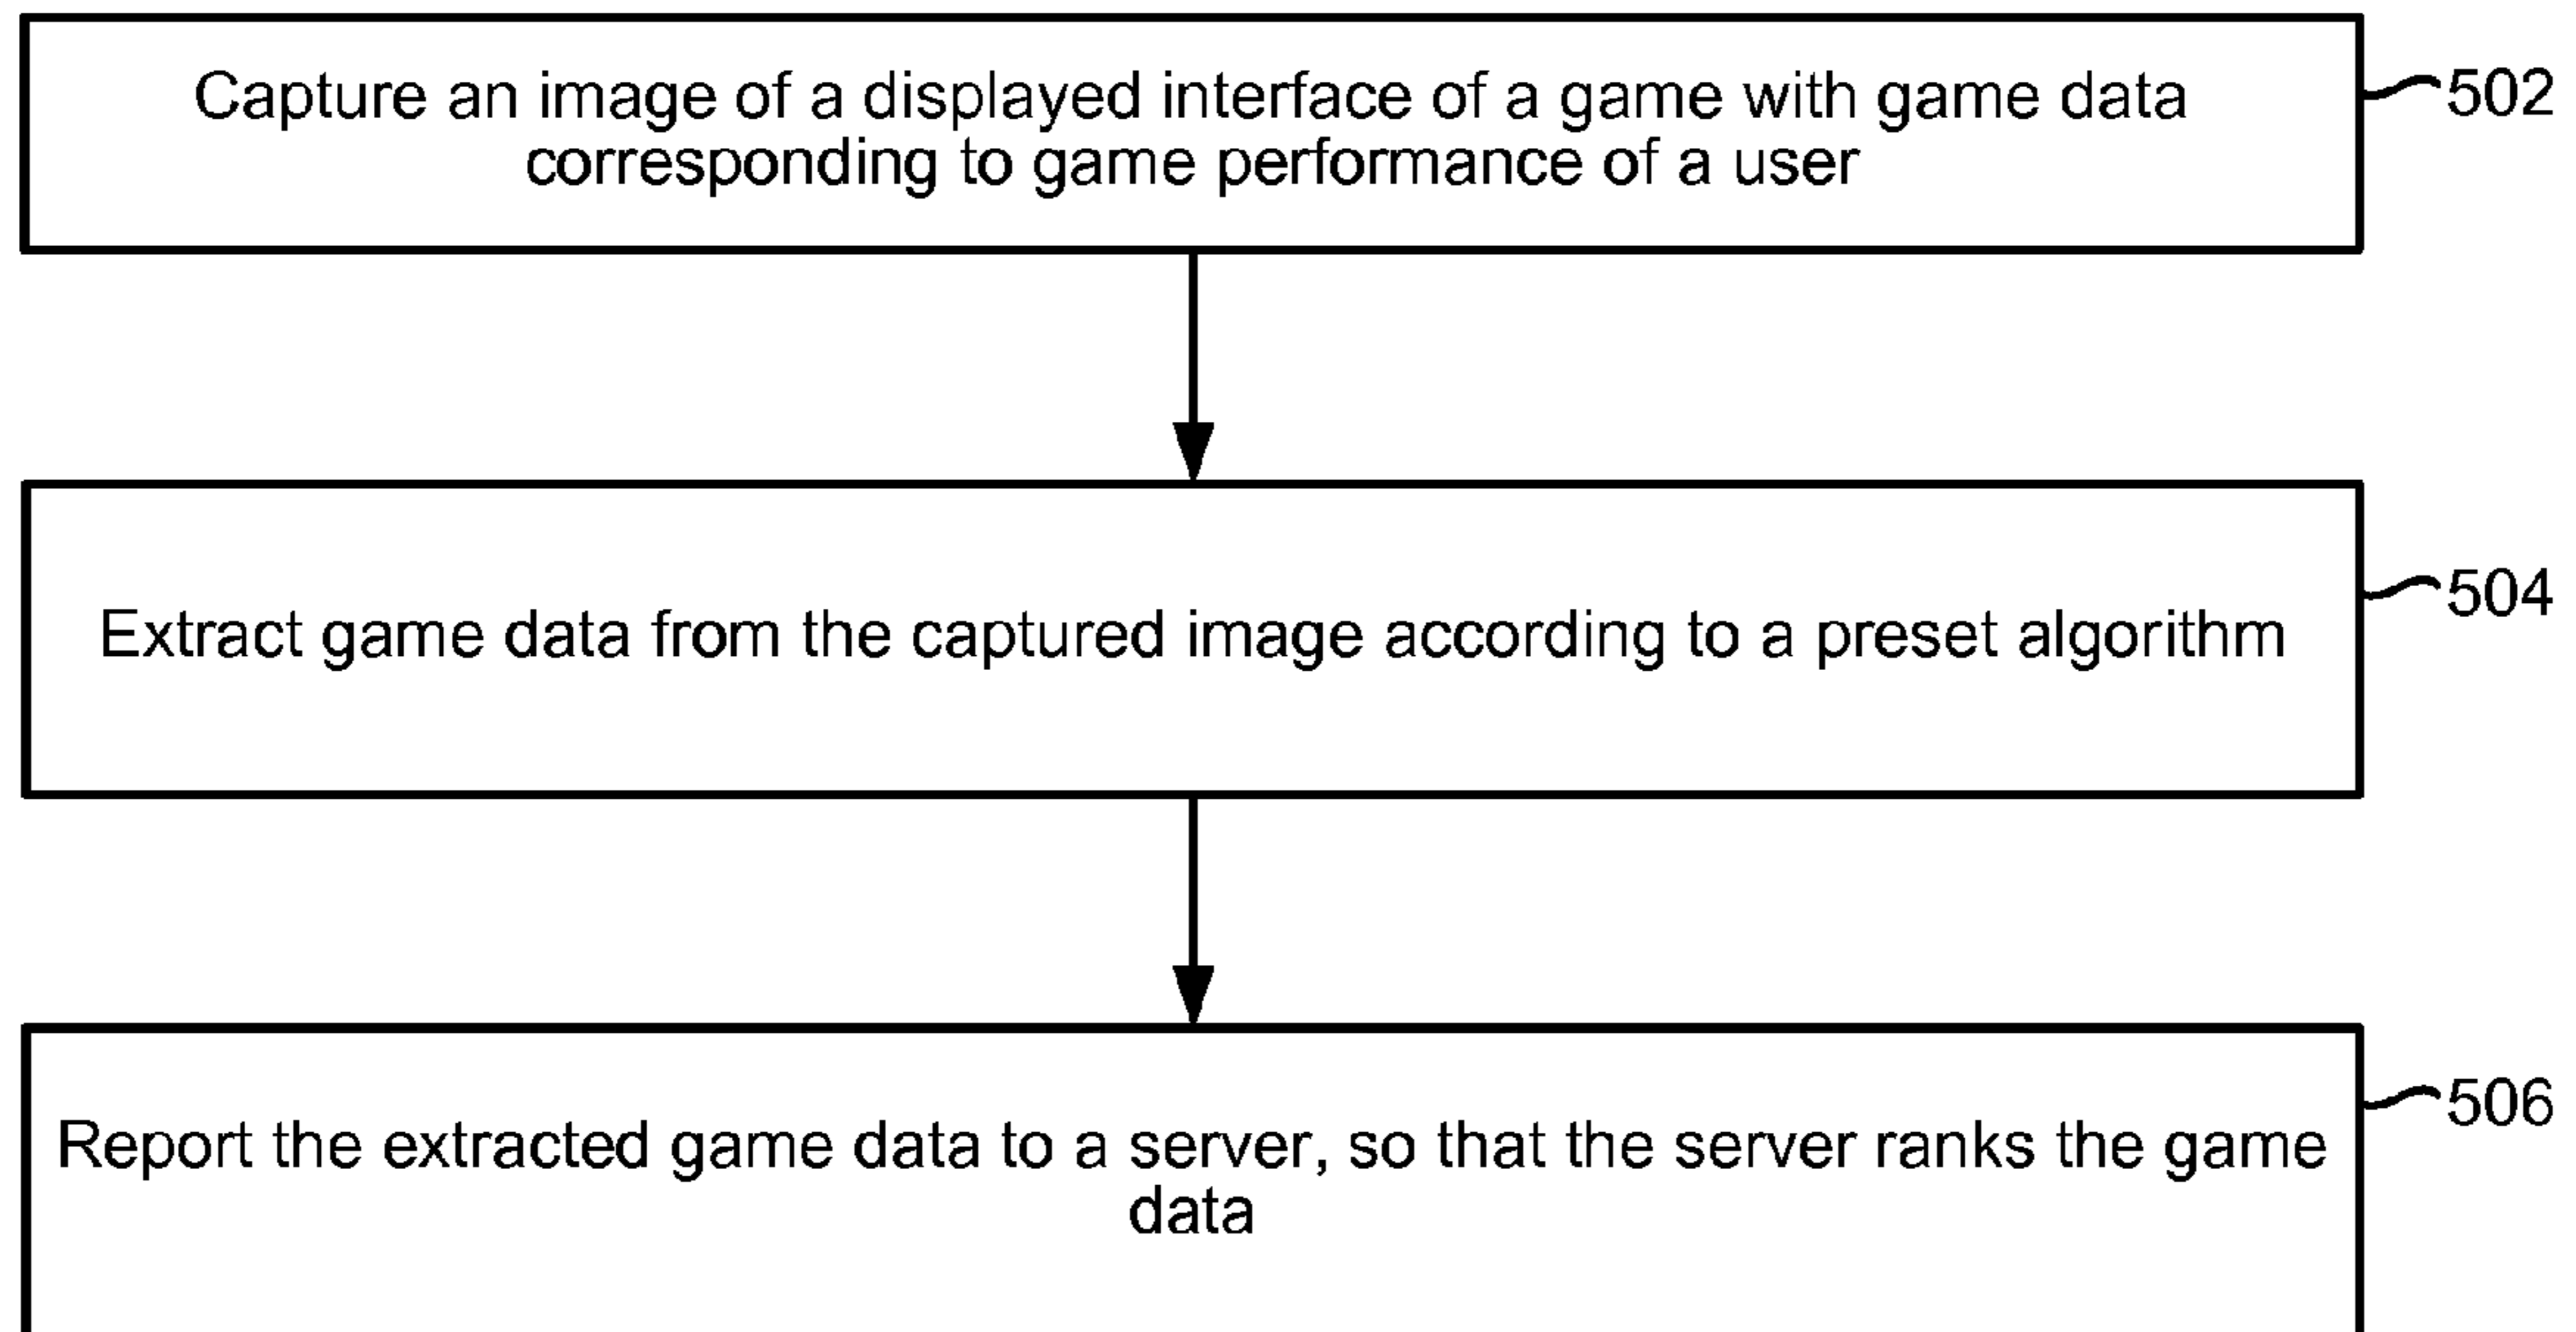 Capture an image of a displayed interface of a game with game data
corresponding to game performance of a user
502
Extract game data from the captured image according to a preset algorithm
504
Report the extracted game data to a server, so that the server ranks the game
data
506